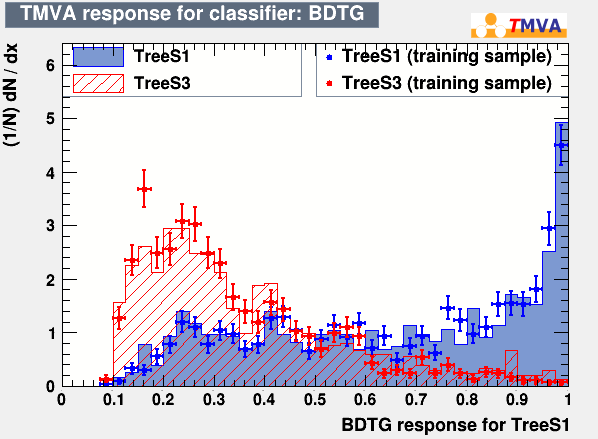 TMVA response for classifier: BDTG
TMVA
TreeS1
TreeS3
TreeS1 (training sample)
TreeS3 (training sample)
(1/N) dN / dx
6
5
4
3
2
1
0
0 0.1 0.2 0.3 0.4 0.5 0.6 0.7 0.8 0.9 1
BDTG response for TreeS1